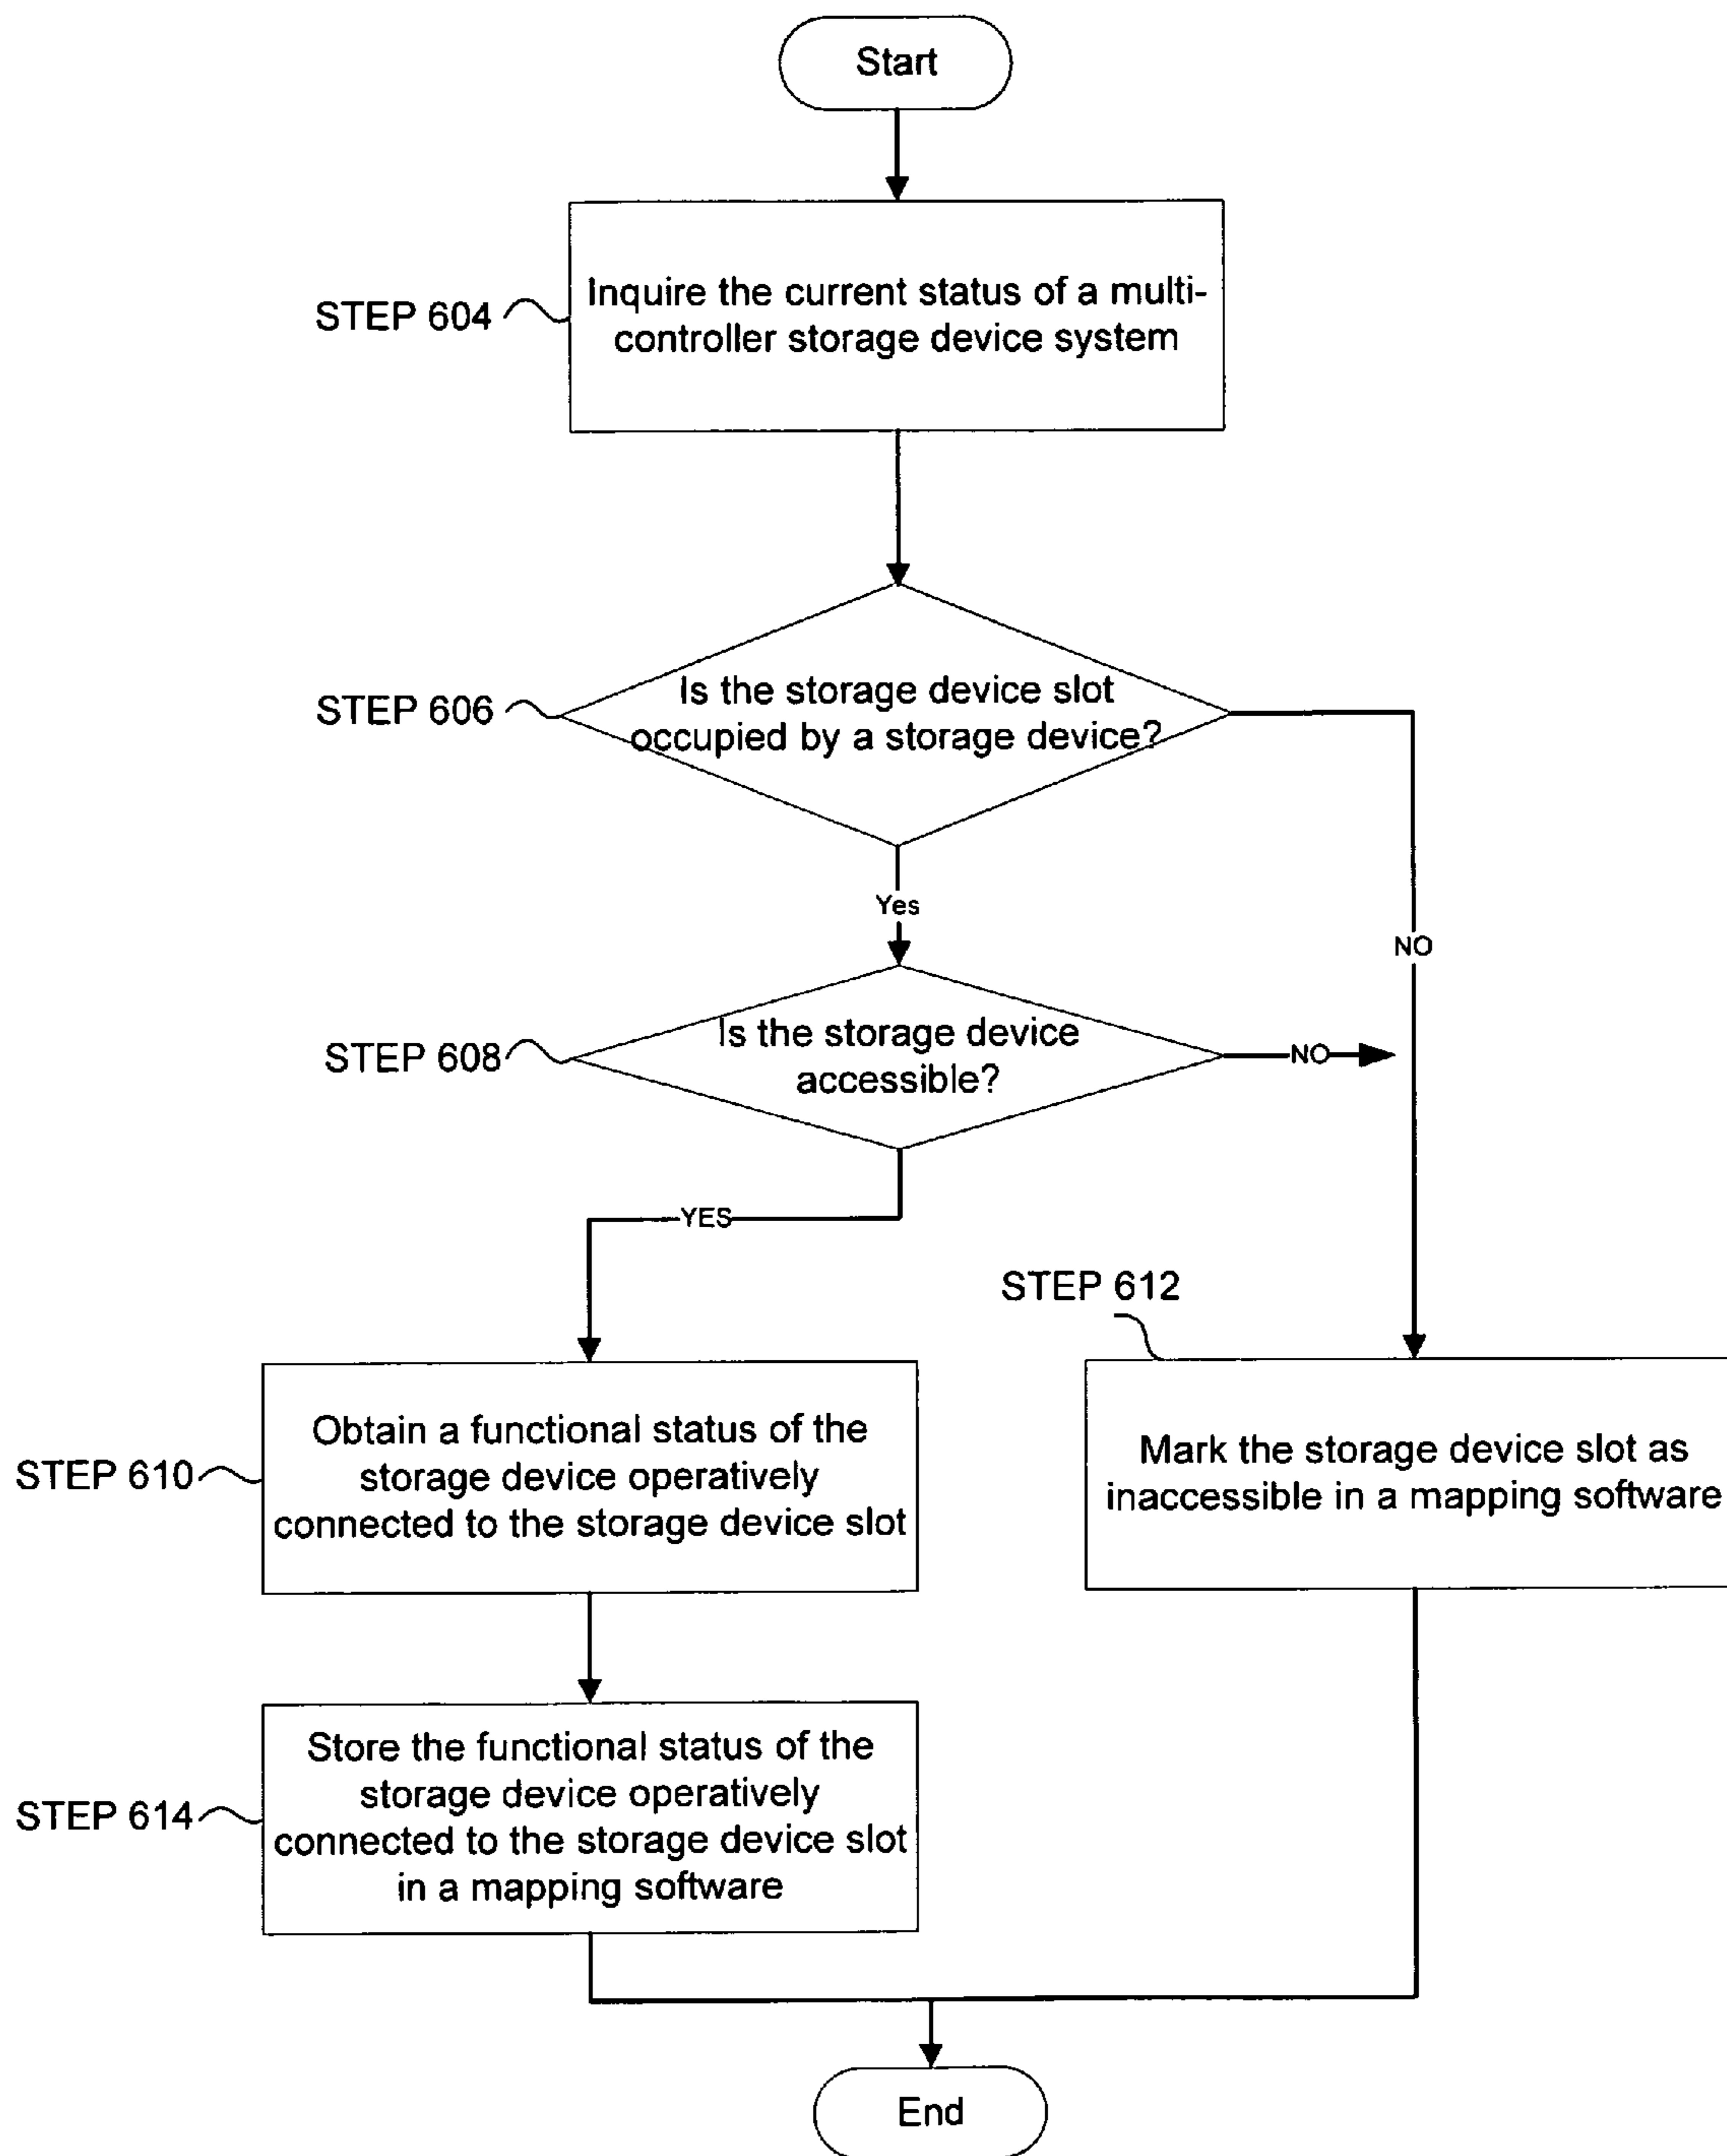 Start
STEP 604
Inquire the current status of a multi-
controller storage device system
STEP 606
Is the storage device slot
occupied by a storage device?
Yes
NO
STEP 608
Is the storage device
accessible?
NO
YES
STEP 612
STEP 610
Obtain a functional status of the
storage device operatively
connected to the storage device slot
Mark the storage device slot as
inaccessible in a mapping software
STEP 614
Store the functional status of the
storage device operatively
connected to the storage device slot
in a mapping software
End